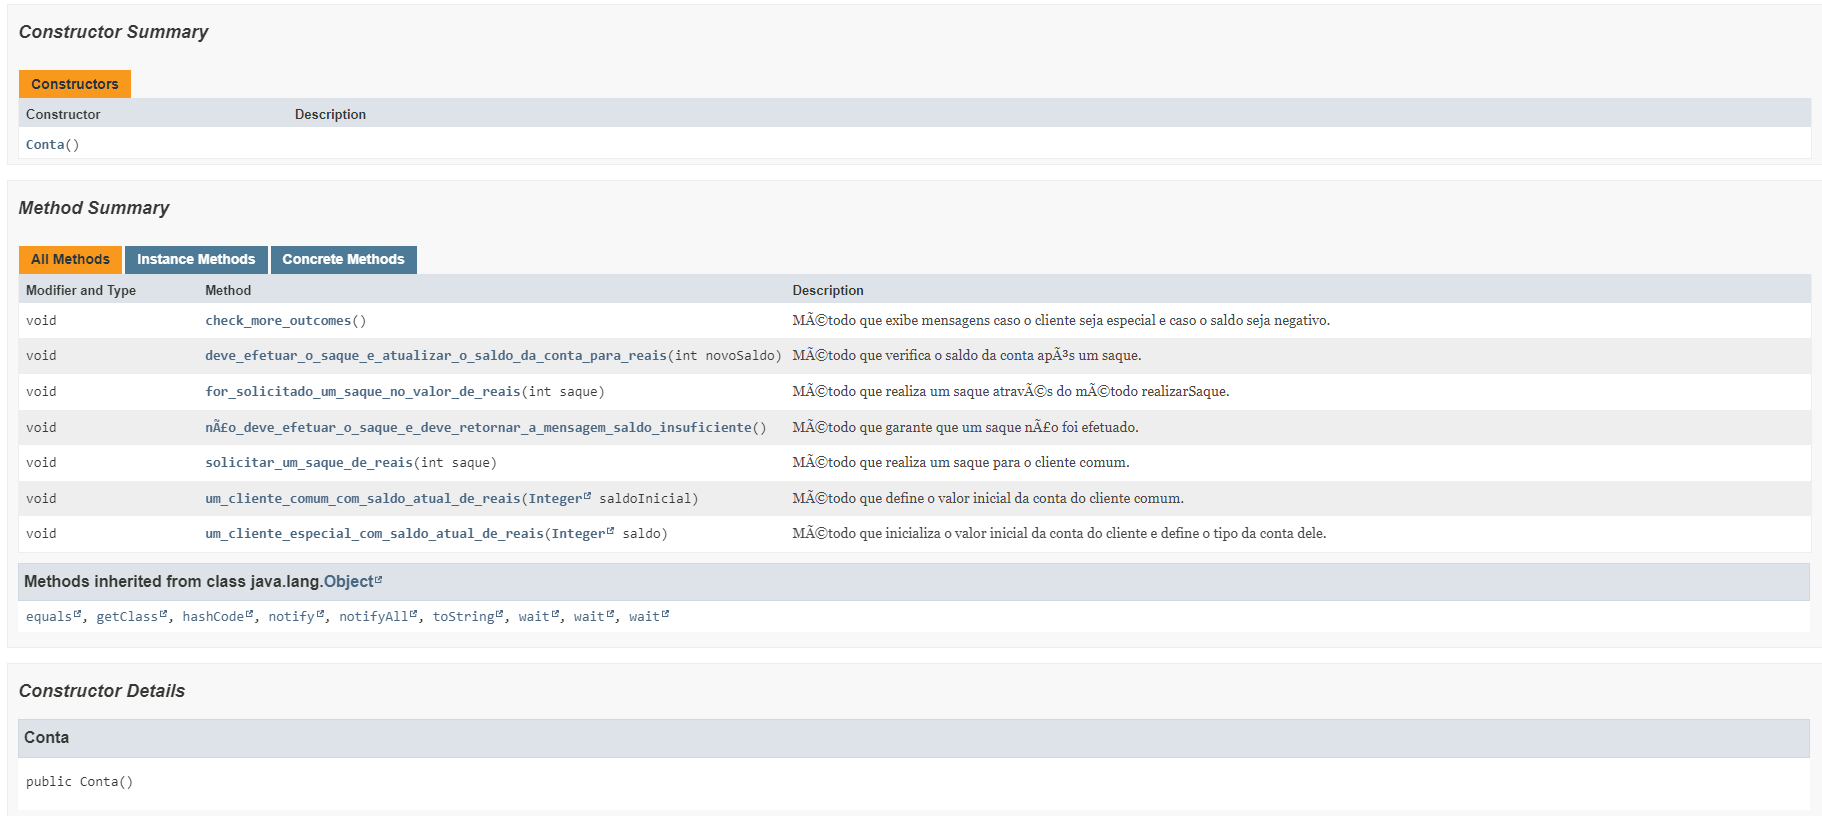 Constructor Summary
Constructors
Constructor Description
Conta()
Method Summary
All Methods Instance Methods Concrete Methods
Modifier and Type Method Description
void check_more_outcomes() MÃ©todo que exibe mensagens caso o cliente seja especial e caso o saldo seja negativo.
void deve_efetuar_o_saque_e_atualizar_o_saldo_da_conta_para_reais(int novoSaldo) MÃ©todo que verifica o saldo da conta apÃ³s um saque.
void for_solicitado_um_saque_no_valor_de_reais(int saque) MÃ©todo que realiza um saque atravÃ©s do mÃ©todo realizarSaque.
void nÃ£o_deve_efetuar_o_saque_e_deve_retornar_a_mensagem_saldo_insuficiente() MÃ©todo que garante que um saque nÃ£o foi efetuado.
void solicitar_um_saque_de_reais(int saque) MÃ©todo que realiza um saque para o cliente comum.
void um_cliente_comum_com_saldo_atual_de_reais(Integer saldoInicial) MÃ©todo que define o valor inicial da conta do cliente comum.
void um_cliente_especial_com_saldo_atual_de_reais(Integer saldo) MÃ©todo que inicializa o valor inicial da conta do cliente e define o tipo da conta dele.
Methods inherited from class java.lang.Object
equals, getClass, hashCode, notify, notifyAll, toString, wait, wait, wait
Constructor Details
Conta
public Conta()